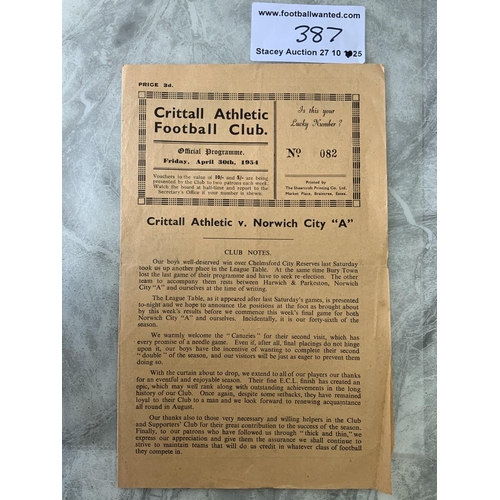 www.footballwanted.com
387
Stacey Auction 27 10 25
PRICE 2d.
Crittall Athletic
Football Club.
Official Programme.
Friday, April 30th, 1954
Vouchers to the value of 10/- and 5/- are being
presented by the Club to two patrons each week.
Watch the board at half-time and report to the
Secretary's Office if your number is shewn.
Is this your
Lucky Number?
No. 082
Printed by
The Deancroft Printing Co. Ltd.
Market Place, Braintree, Essex.
Crittall Athletic v. Norwich City "A"
CLUB NOTES.
Our boys well-deserved win over Chelmsford City Reserves last Saturday
took us up another place in the League Table. At the same time Bury Town
lost the last game of their programme and have to seek re-election. The other
team to accompany them rests between Harwich & Parkeston, Norwich
City "A" and ourselves at the time of writing.
The League Table, as it appeared after last Saturday's games, is presented
to-night and we hope to announce the positions at the foot as brought about
by this week's results before we commence this week's final game for both
Norwich City "A" and ourselves. Incidentally, it is our forty-sixth of the
season.
We warmly welcome the "Canaries" for their second visit, which has
every promise of a needle game. Even if, after all, final placings do not hinge
upon it, our boys have the incentive of wanting to complete their second
"double" of the season, and our visitors will be just as eager to prevent them
doing so.
With the curtain about to drop, we extend to all of our players our thanks
for an eventful and enjoyable season. Their fine E.C.L. finish has created an
epic, which may well rank along with outstanding achievements in the long
history of our Club. Once again, despite some setbacks, they have remained
loyal to their Club to a man and we look forward to renewing acquaintance
all round in August.
Our thanks also to those very necessary and willing helpers in the Club
and Supporters' Club for their great contribution to the success of the season.
Finally, to our patrons who have followed us through "thick and thin," we
express our appreciation and give them the assurance we shall continue to
strive to maintain teams that will do us credit in whatever class of football
they compete in.